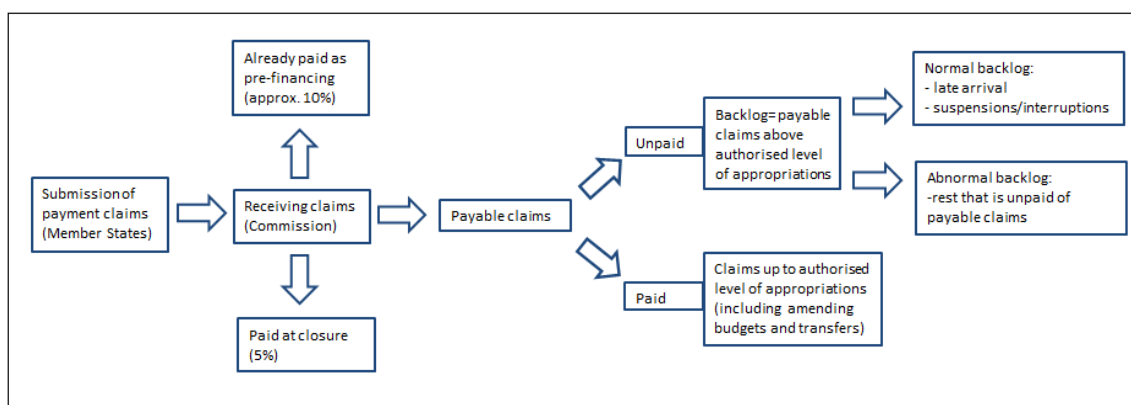 Submission of
payment claims
(Member States)
Already paid as
pre-financing
(approx. 10%)
Receiving claims
(Commission)
Paid at closure
(5%)
Payable claims
Unpaid
Backlog= payable
claims above
authorised level
of appropriations
Normal backlog:
- late arrival
- suspensions/interruptions
Abnormal backlog:
-rest that is unpaid of
payable claims
Paid
Claims up to authorised
level of appropriations
(including amending
budgets and transfers)